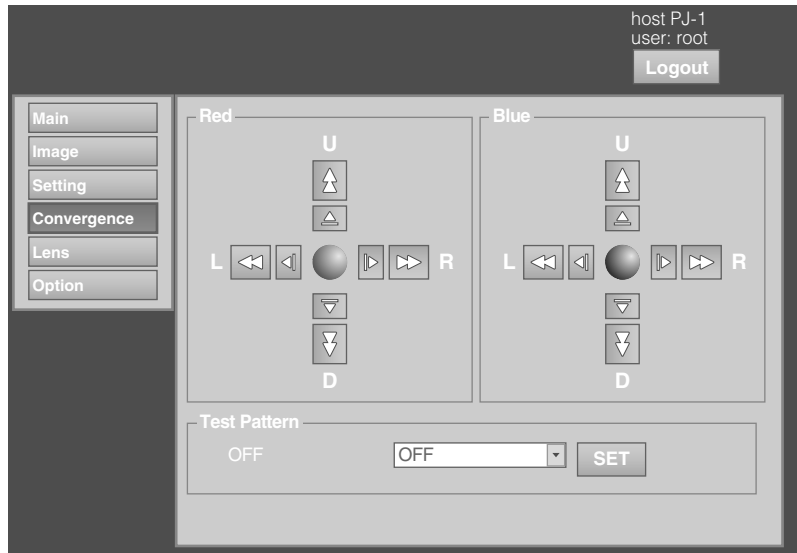 host PJ-1
user: root
Logout
Main
Image
Setting
Convergence
Lens
Option
Red
U
L
R
D
Blue
U
L
R
D
Test Pattern
OFF
OFF
SET